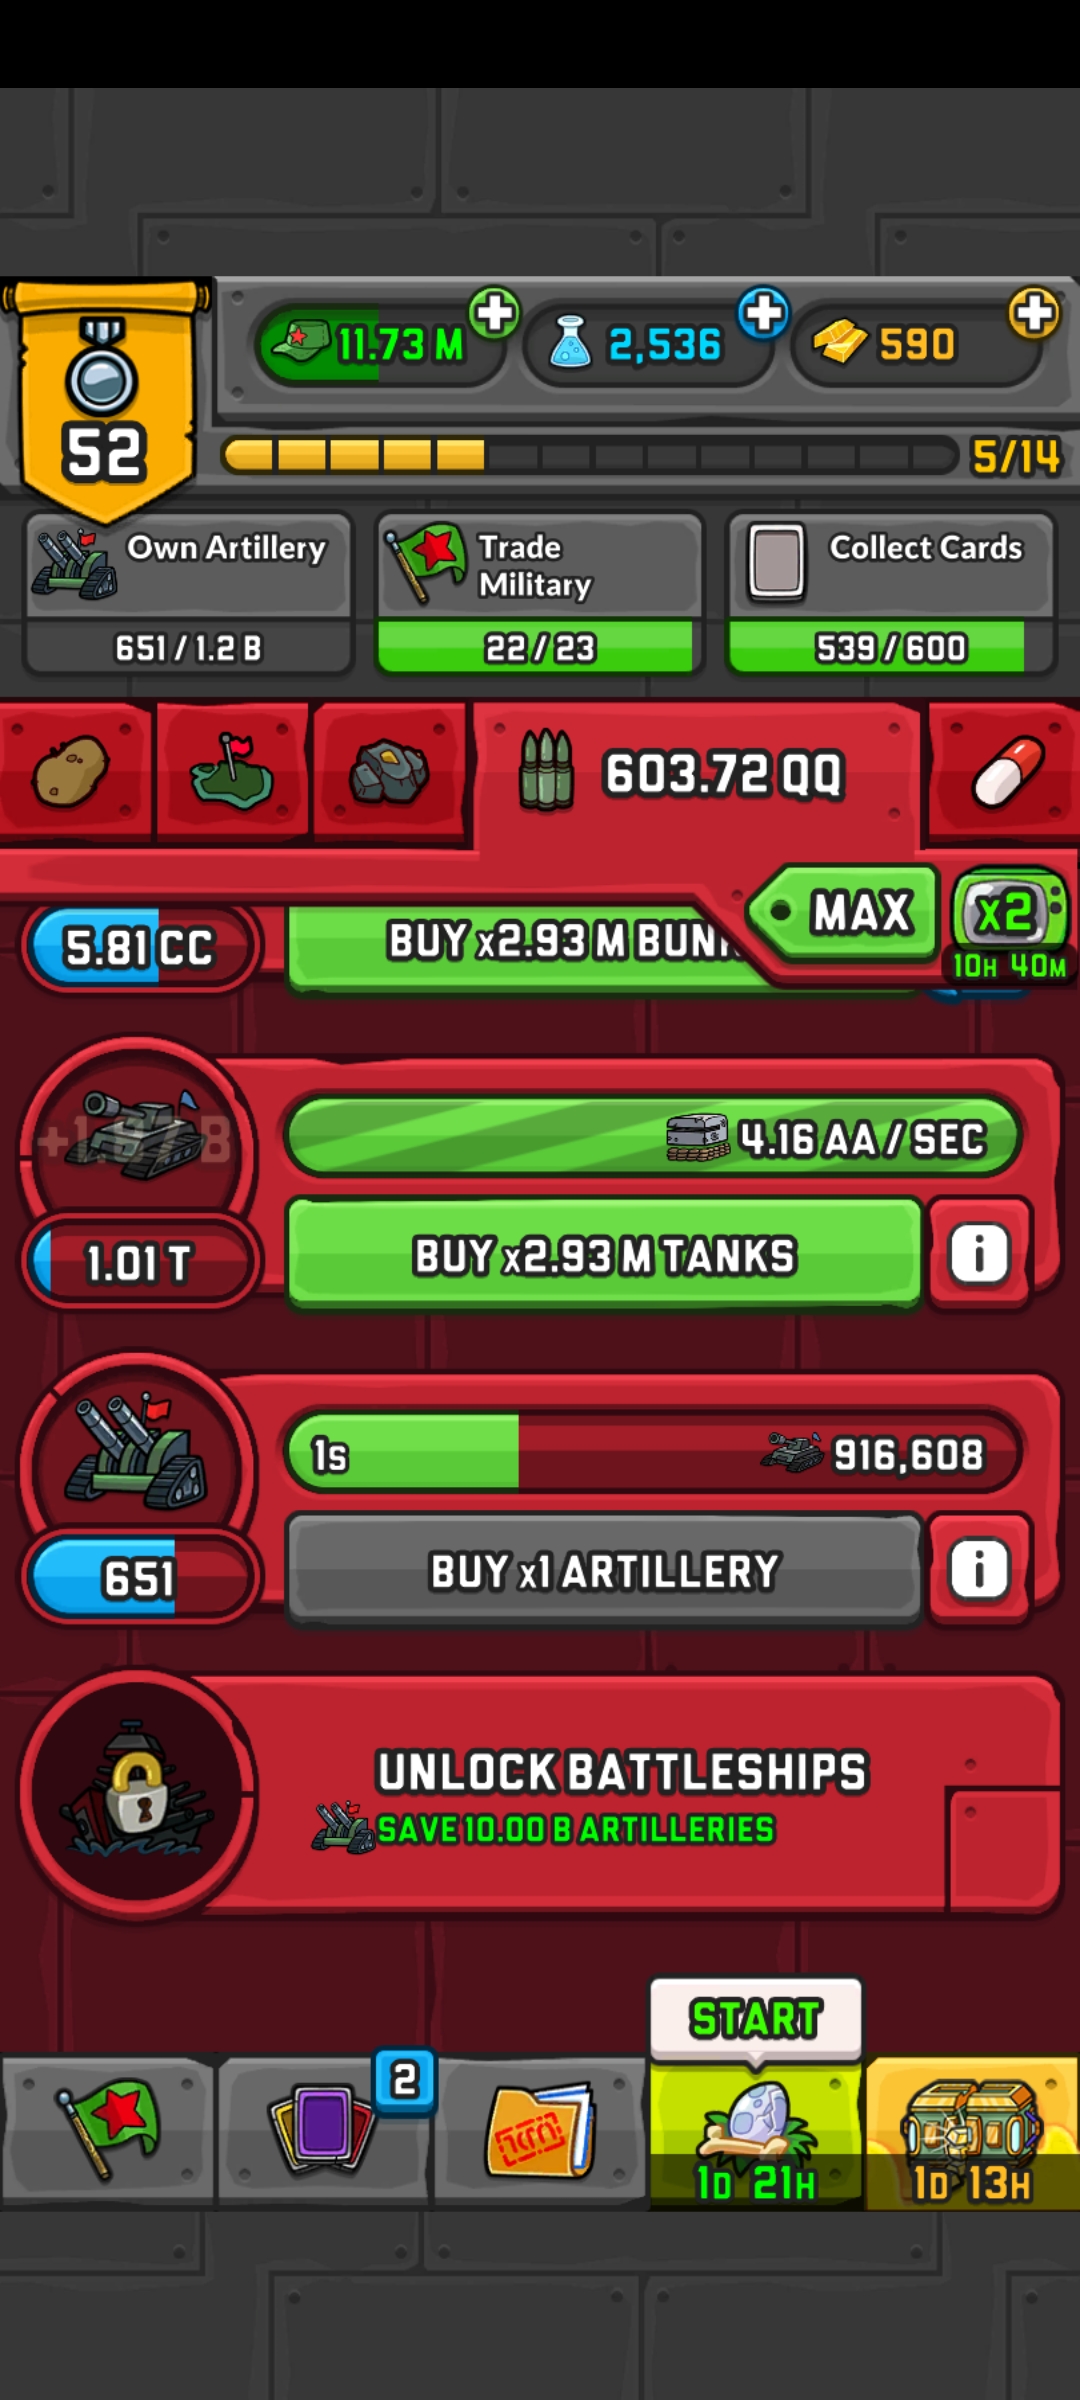 11.73 M
2,536
590
52
5/14
Own Artillery
651 / 1.2 B
Trade
Military
22 / 23
Collect Cards
539 / 600
603.72 QQ
MAX
x2
10H 40M
5.81 CC
BUY x2.93 M
4.16 AA / SEC
1.01 T
BUY x2.93 M TANKS
i
1s
916,608
651
BUY x1 ARTILLERY
i
UNLOCK BATTLESHIPS
SAVE 10.00 B ARTILLERIES
START
2
1D 21H
1D 13H